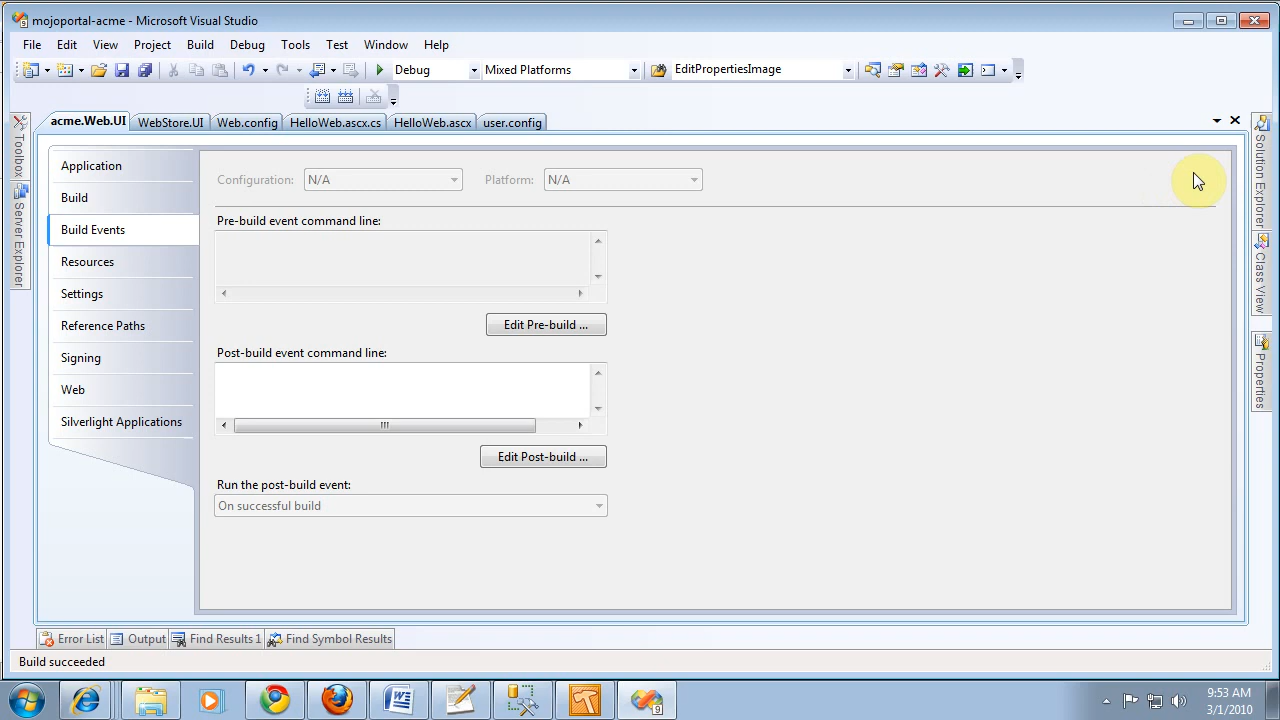 mojoportal-acme - Microsoft Visual Studio
File Edit View Project Build Debug Tools Test Window Help
Debug Mixed Platforms EditPropertiesImage
acme.Web.UI WebStore.UI Web.config HelloWeb.ascx.cs HelloWeb.ascx user.config
Toolbox
Server Explorer
Application
Build
Build Events
Resources
Settings
Reference Paths
Signing
Web
Silverlight Applications
Configuration: N/A Platform: N/A
Pre-build event command line:
Edit Pre-build ...
Post-build event command line:
Edit Post-build ...
Run the post-build event:
On successful build
Solution Explorer
Class View
Properties
Error List Output Find Results 1 Find Symbol Results
Build succeeded
9:53 AM
3/1/2010